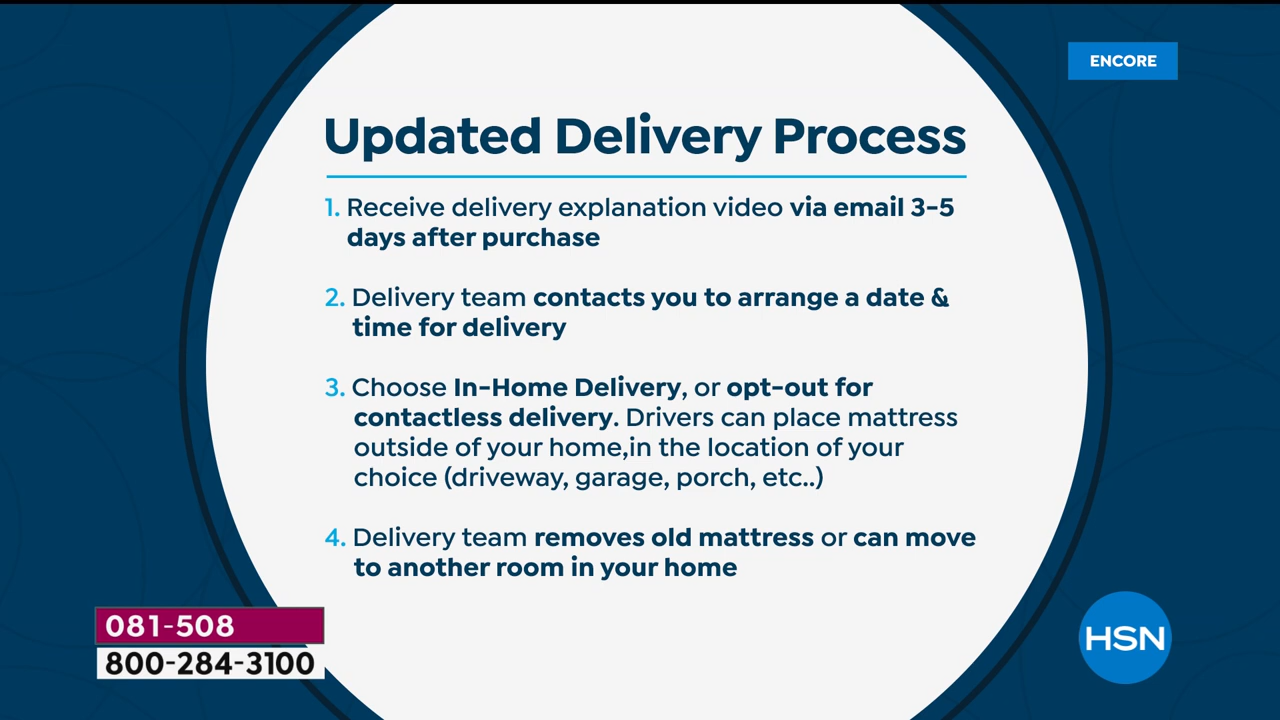 ENCORE
Updated Delivery Process
1. Receive delivery explanation video via email 3-5
days after purchase
2. Delivery team contacts you to arrange a date &
time for delivery
3. Choose In-Home Delivery, or opt-out for
contactless delivery. Drivers can place mattress
outside of your home,in the location of your
choice (driveway, garage, porch, etc..)
4. Delivery team removes old mattress or can move
to another room in your home
081-508
800-284-3100
HSN